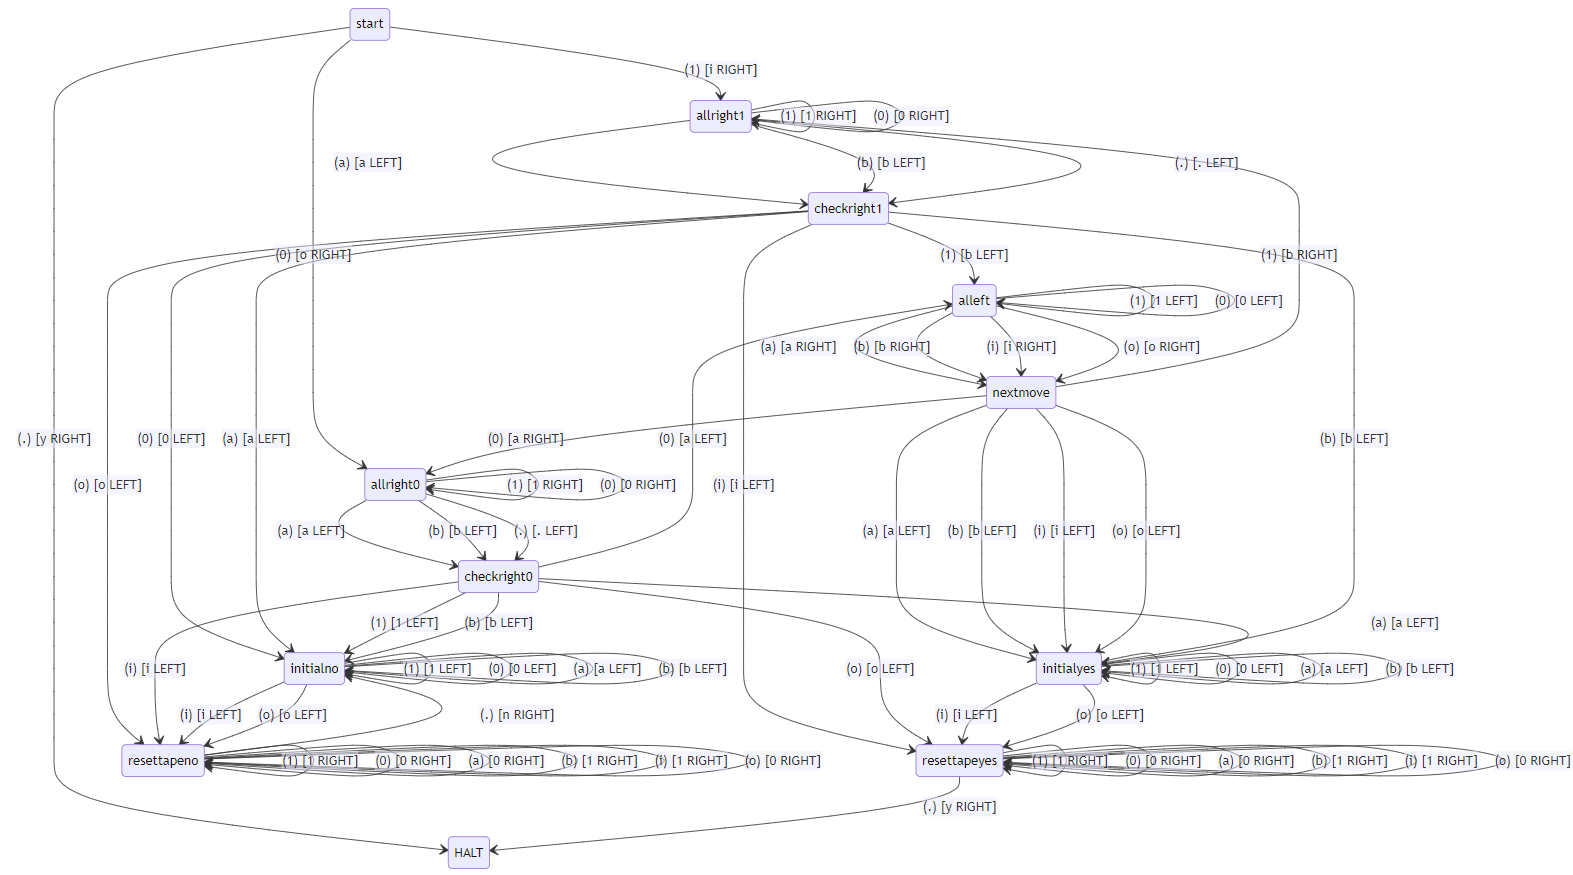 start
(1) [i RIGHT]
allright1
(1) [1 RIGHT]
(0) [0 RIGHT]
(a) [a LEFT]
(b) [b LEFT]
(.) [. LEFT]
checkright1
(0) [o RIGHT]
(1) [b LEFT]
(1) [b RIGHT]
alleft
(1) [1 LEFT]
(0) [0 LEFT]
(a) [a RIGHT]
(b) [b RIGHT]
(i) [i RIGHT]
(o) [o RIGHT]
nextmove
(.) [y RIGHT]
(0) [0 LEFT]
(a) [a LEFT]
(0) [a RIGHT]
(0) [a LEFT]
(b) [b LEFT]
(o) [o LEFT]
allright0
(1) [1 RIGHT]
(0) [0 RIGHT]
(i) [i LEFT]
(a) [a LEFT]
(b) [b LEFT]
(.) [. LEFT]
(a) [a LEFT]
(b) [b LEFT]
(i) [i LEFT]
(o) [o LEFT]
checkright0
(1) [1 LEFT]
(b) [b LEFT]
(a) [a LEFT]
(i) [i LEFT]
initialno
(1) [1 LEFT]
(0) [0 LEFT]
(a) [a LEFT]
(b) [b LEFT]
(o) [o LEFT]
initialyes
(1) [1 LEFT]
(0) [0 LEFT]
(a) [a LEFT]
(b) [b LEFT]
(i) [i LEFT]
(o) [o LEFT]
(.) [n RIGHT]
(i) [i LEFT]
(o) [o LEFT]
resettapeno
(1) [1 RIGHT]
(0) [0 RIGHT]
(a) [0 RIGHT]
(b) [1 RIGHT]
(i) [1 RIGHT]
(o) [0 RIGHT]
resettapeyes
(1) [1 RIGHT]
(0) [0 RIGHT]
(a) [0 RIGHT]
(b) [1 RIGHT]
(i) [1 RIGHT]
(o) [0 RIGHT]
(.) [y RIGHT]
HALT